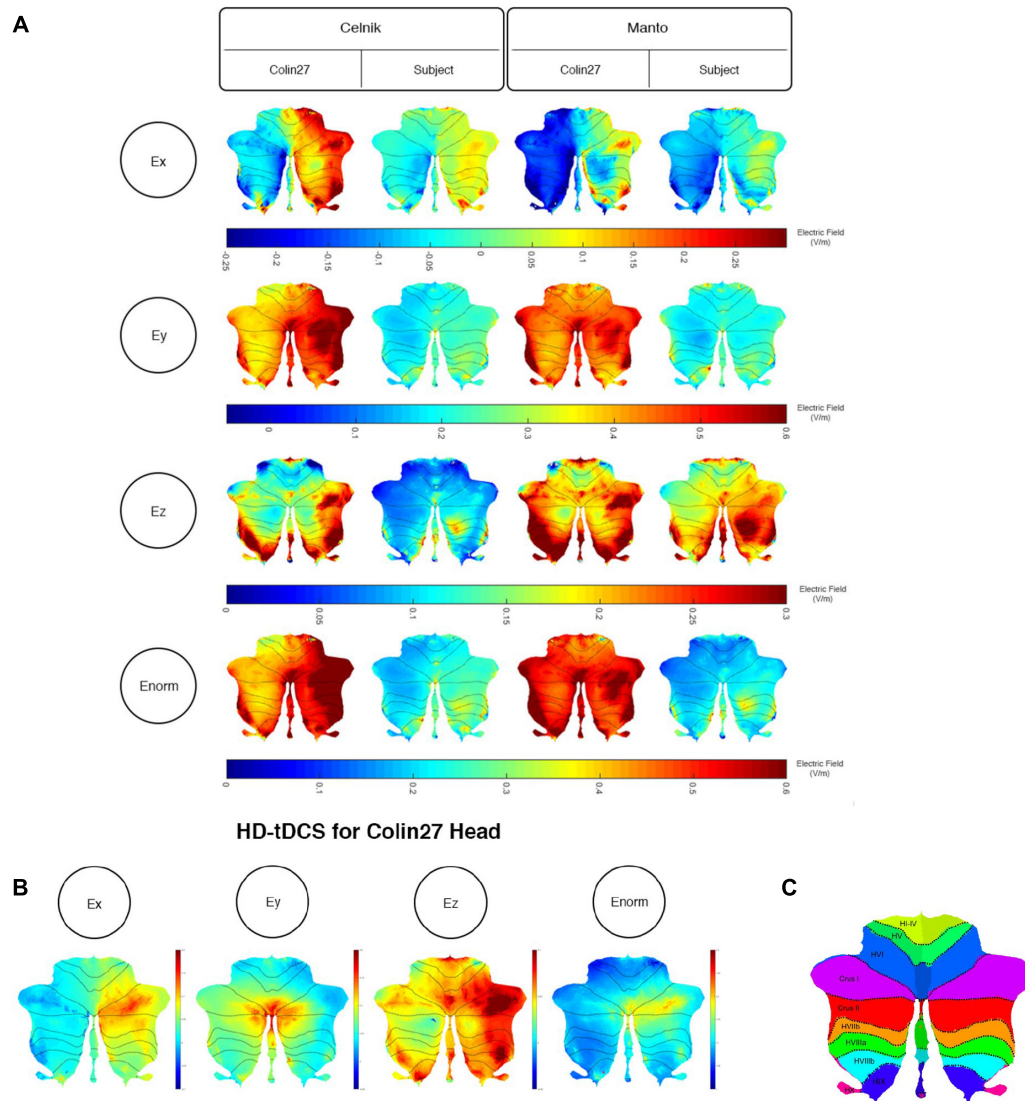 A
Celnik
Manto
Colin27
Subject
Colin27
Subject
Ex
-0.25
-0.2
-0.15
-0.1
-0.05
0
0.05
0.1
0.15
0.2
0.25
Electric Field
(V/m)
Ey
0
0.1
0.2
0.3
0.4
0.5
0.6
Electric Field
(V/m)
Ez
0
0.05
0.1
0.15
0.2
0.25
0.3
Electric Field
(V/m)
Enorm
0
0.1
0.2
0.3
0.4
0.5
0.6
Electric Field
(V/m)
HD-tDCS for Colin27 Head
B
Ex
Ey
Ez
Enorm
C
HI-IV
HV
HVI
Crus I
Crus II
HVIIb
HVIIIa
HVIIIb
HIX
HX